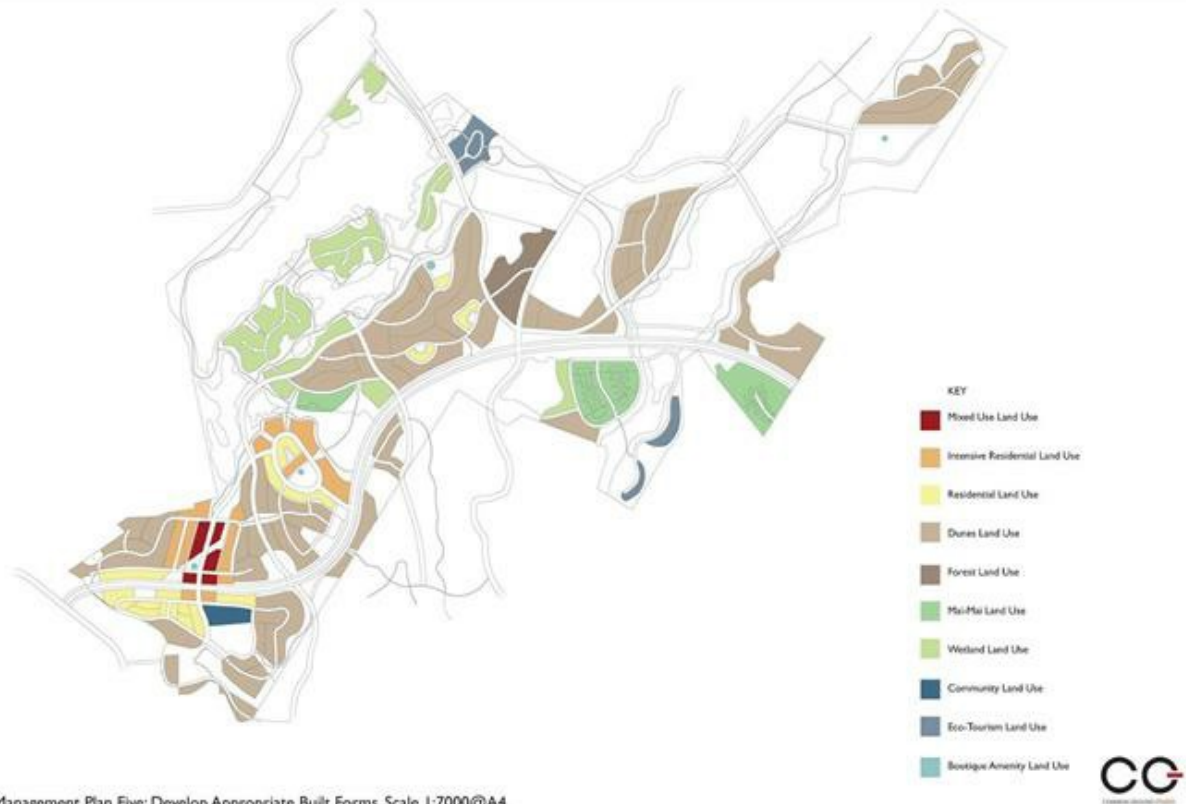 KEY
Mixed Use Land Use
Intensive Residential Land Use
Residential Land Use
Dunes Land Use
Forest Land Use
Mai-Mai Land Use
Wetland Land Use
Community Land Use
Eco-Tourism Land Use
Boutique Amenity Land Use
CG
Management Plan Five: Develop Appropriate Built Forms. Scale 1:7000@A4